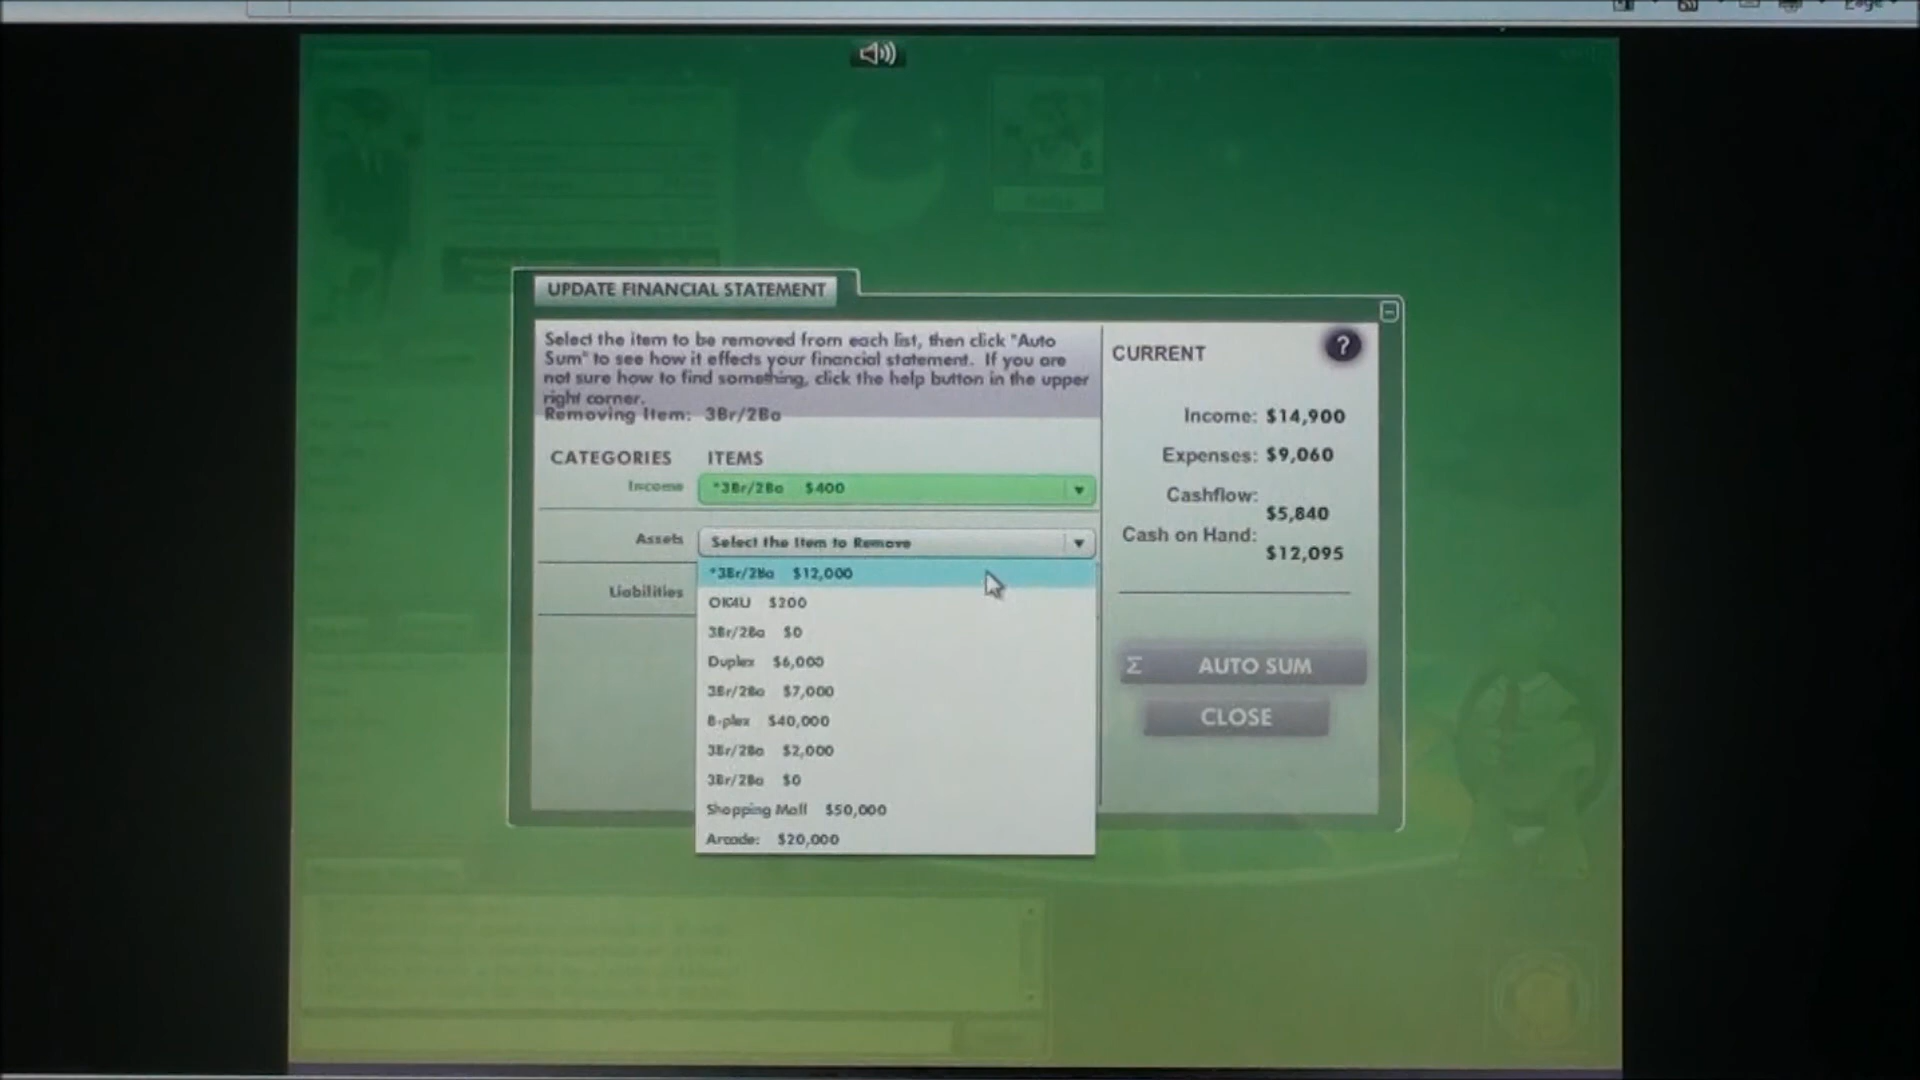 Page
UPDATE FINANCIAL STATEMENT
Select the item to be removed from each list, then click "Auto
Sum" to see how it effects your financial statement. If you are
not sure how to find something, click the help button in the upper
right corner.
Removing Item: 3Br/2Ba
CATEGORIES ITEMS
Income *3Br/2Ba $400
Assets Select the Item to Remove
*3Br/2Ba $12,000
OK4U $200
3Br/2Ba $0
Duplex $6,000
3Br/2Ba $7,000
8-plex $40,000
3Br/2Ba $2,000
3Br/2Ba $0
Shopping Mall $50,000
Arcade: $20,000
Liabilities
CURRENT ?
Income: $14,900
Expenses: $9,060
Cashflow:
$5,840
Cash on Hand:
$12,095
Σ AUTO SUM
CLOSE